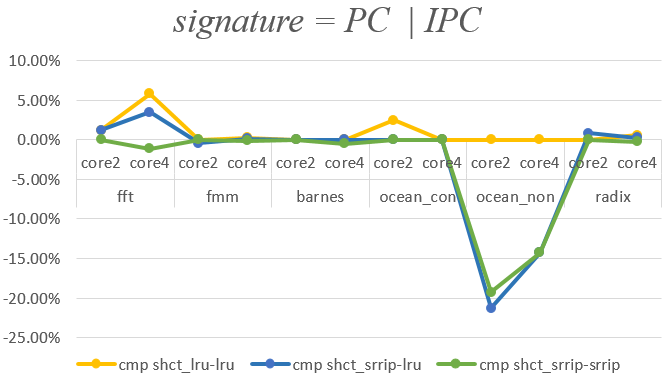 signature = PC | IPC
10.00%
5.00%
0.00%
-5.00%
-10.00%
-15.00%
-20.00%
-25.00%
core2 core4 core2 core4 core2 core4 core2 core4 core2 core4 core2 core4
fft fmm barnes ocean_con ocean_non radix
cmp shct_lru-lru cmp shct_srrip-lru cmp shct_srrip-srrip